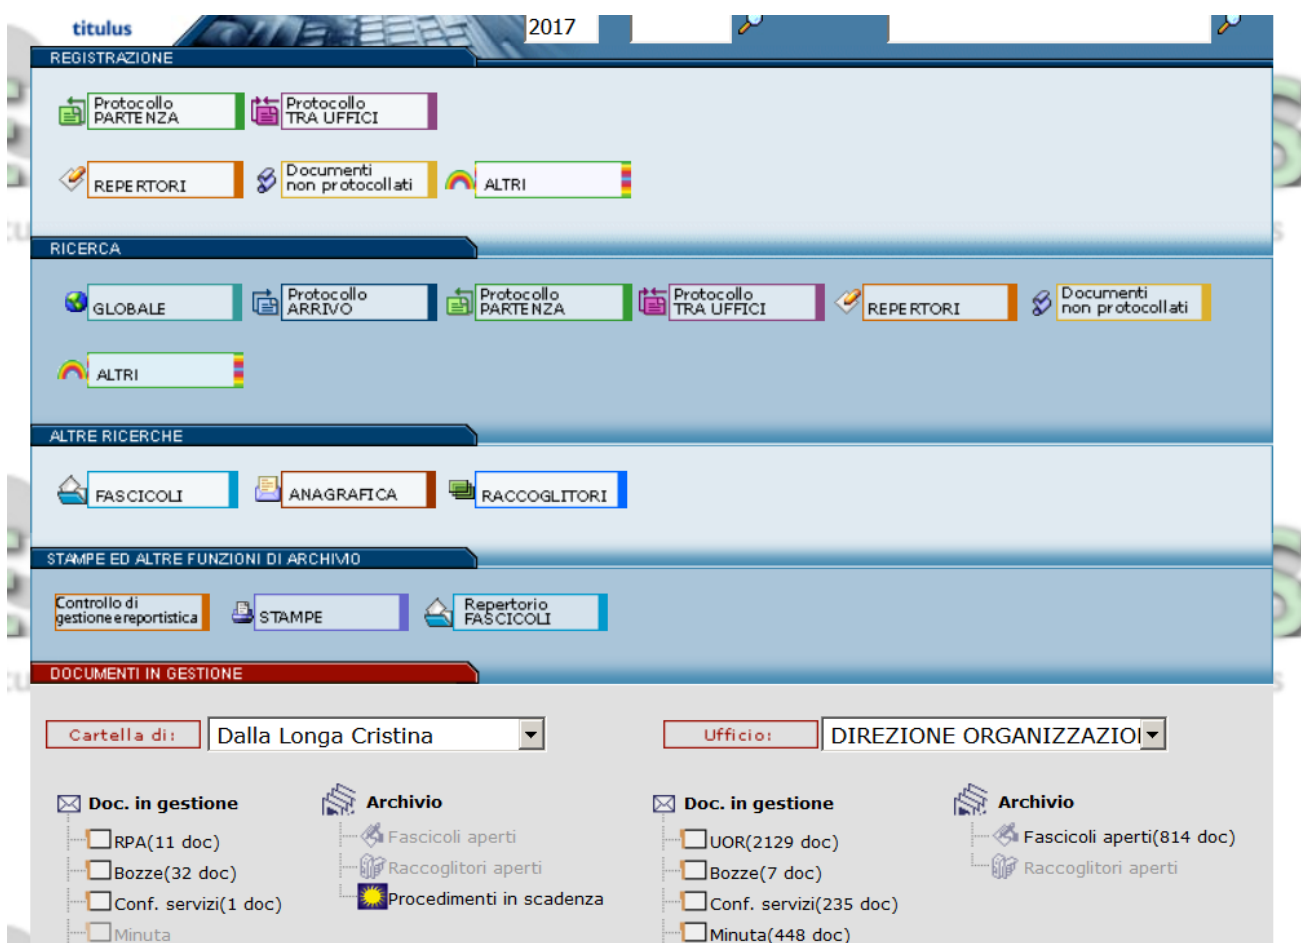 titulus
2017
REGISTRAZIONE
Protocollo
PARTENZA
Protocollo
TRA UFFICI
REPERTORI
Documenti
non protocollati
ALTRI
RICERCA
GLOBALE
Protocollo
ARRIVO
Protocollo
PARTENZA
Protocollo
TRA UFFICI
REPERTORI
Documenti
non protocollati
ALTRI
ALTRE RICERCHE
FASCICOLI
ANAGRAFICA
RACCOGLITORI
STAMPE ED ALTRE FUNZIONI DI ARCHIVIO
Controllo di
gestione e reportistica
STAMPE
Repertorio
FASCICOLI
DOCUMENTI IN GESTIONE
Cartella di:
Dalla Longa Cristina
Ufficio:
DIREZIONE ORGANIZZAZIO
Doc. in gestione
RPA(11 doc)
Bozze(32 doc)
Conf. servizi(1 doc)
Minuta
Archivio
Fascicoli aperti
Raccoglitori aperti
Procedimenti in scadenza
Doc. in gestione
UOR(2129 doc)
Bozze(7 doc)
Conf. servizi(235 doc)
Minuta(448 doc)
Archivio
Fascicoli aperti(814 doc)
Raccoglitori aperti